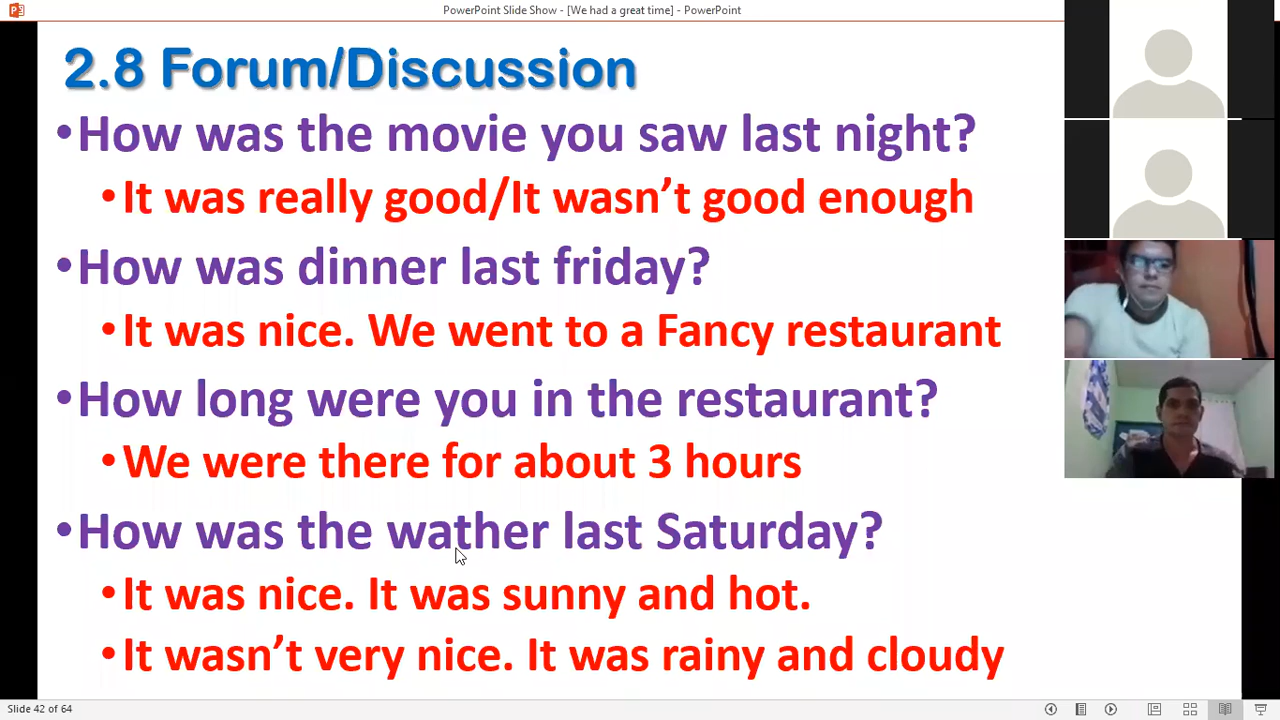 PowerPoint Slide Show - [We had a great time] - PowerPoint
2.8 Forum/Discussion
•How was the movie you saw last night?
•It was really good/It wasn't good enough
•How was dinner last friday?
•It was nice. We went to a Fancy restaurant
•How long were you in the restaurant?
•We were there for about 3 hours
•How was the wather last Saturday?
•It was nice. It was sunny and hot.
•It wasn't very nice. It was rainy and cloudy
Slide 42 of 64